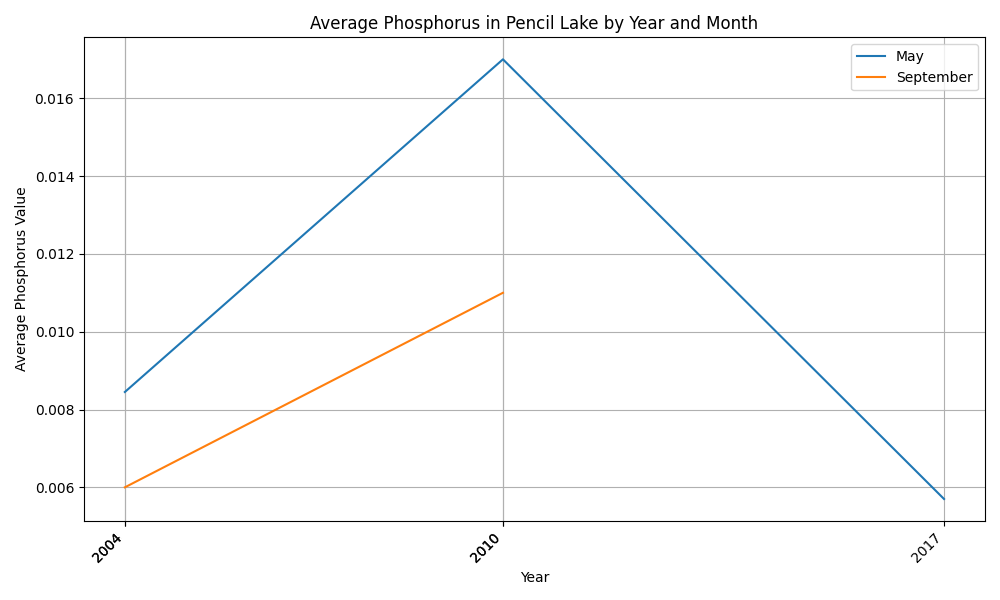 Average Phosphorus in Pencil Lake by Year and Month
May
September
Average Phosphorus Value
0.016
0.014
0.012
0.010
0.008
0.006
2004
2010
2017
Year